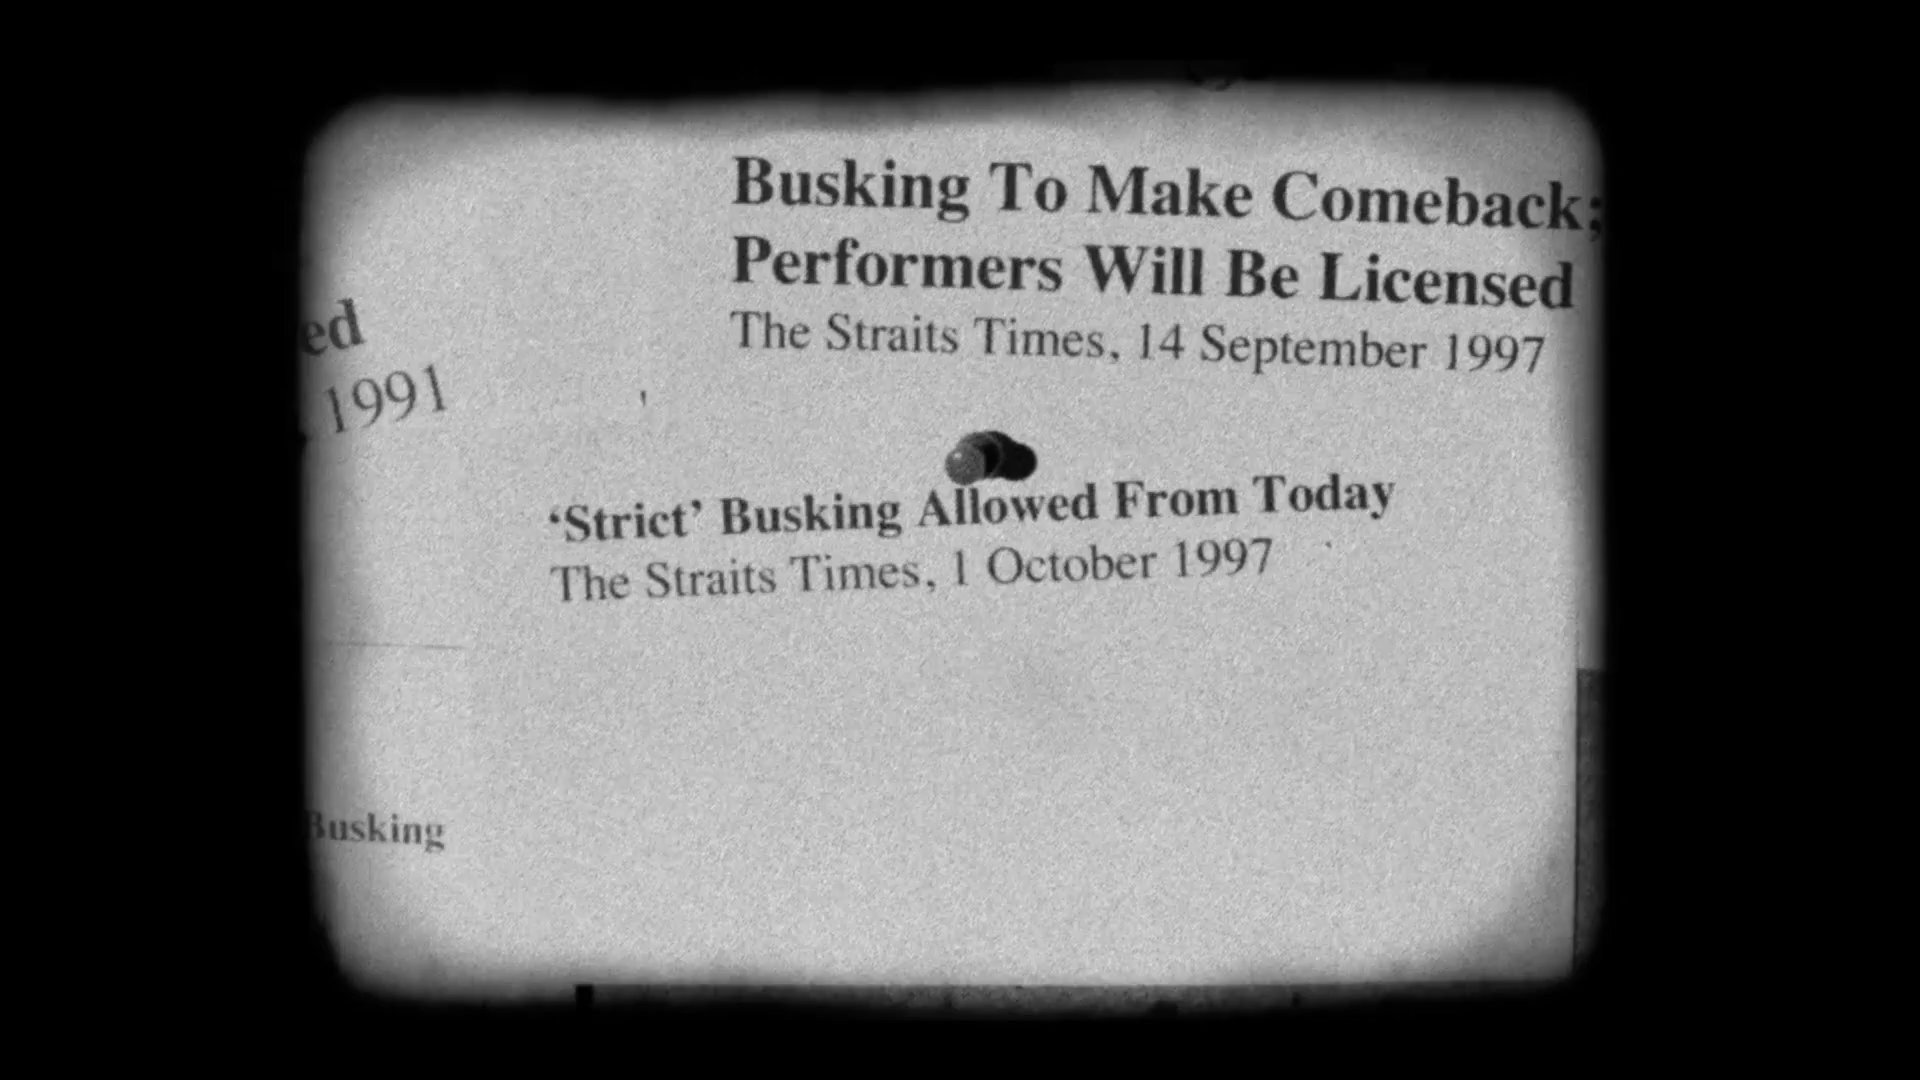 Busking To Make Comeback;
Performers Will Be Licensed
The Straits Times, 14 September 1997
ed
1991
'Strict' Busking Allowed From Today
The Straits Times, 1 October 1997
Busking